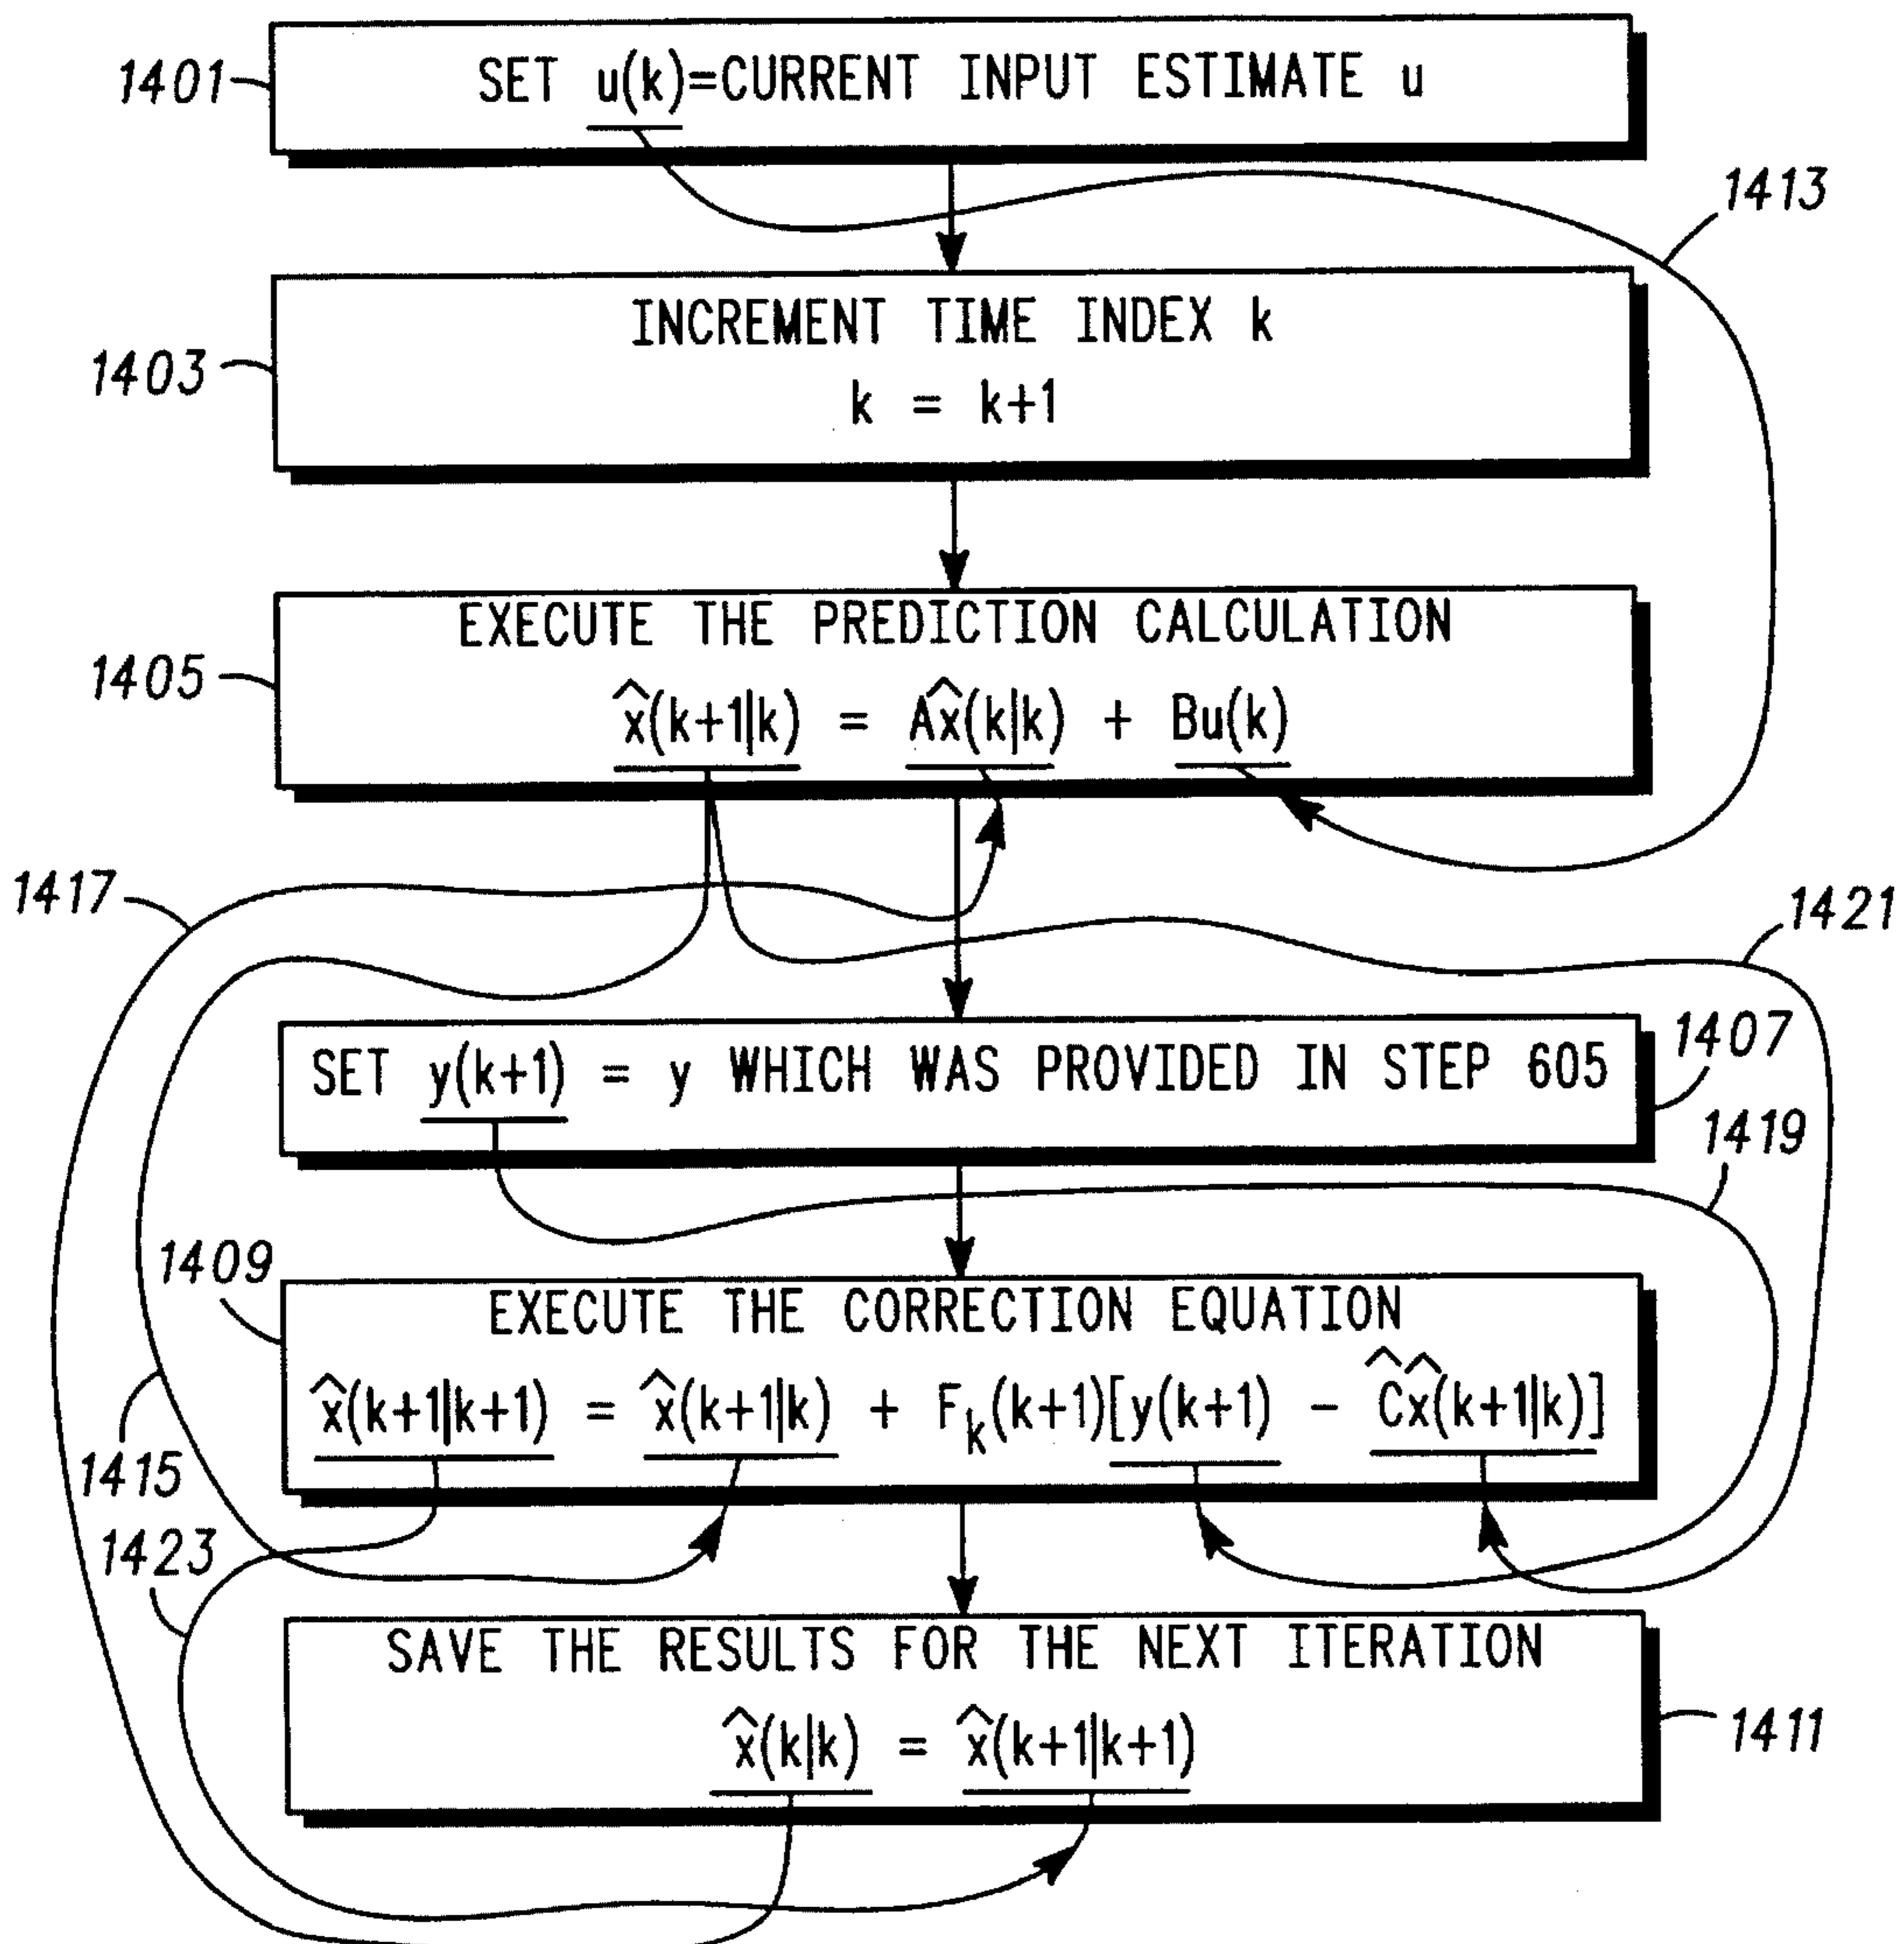 1401
SET u(k)=CURRENT INPUT ESTIMATE u
1413
INCREMENT TIME INDEX k
1403
k = k+1
EXECUTE THE PREDICTION CALCULATION
1405
x̂(k+1|k) = Ax̂(k|k) + Bu(k)
1417
1421
1407
SET y(k+1) = y WHICH WAS PROVIDED IN STEP 605
1419
1409
EXECUTE THE CORRECTION EQUATION
x̂(k+1|k+1) = x̂(k+1|k) + Fₖ(k+1)[y(k+1) - Ĉx̂(k+1|k)]
1415
1423
SAVE THE RESULTS FOR THE NEXT ITERATION
x̂(k|k) = x̂(k+1|k+1)
1411